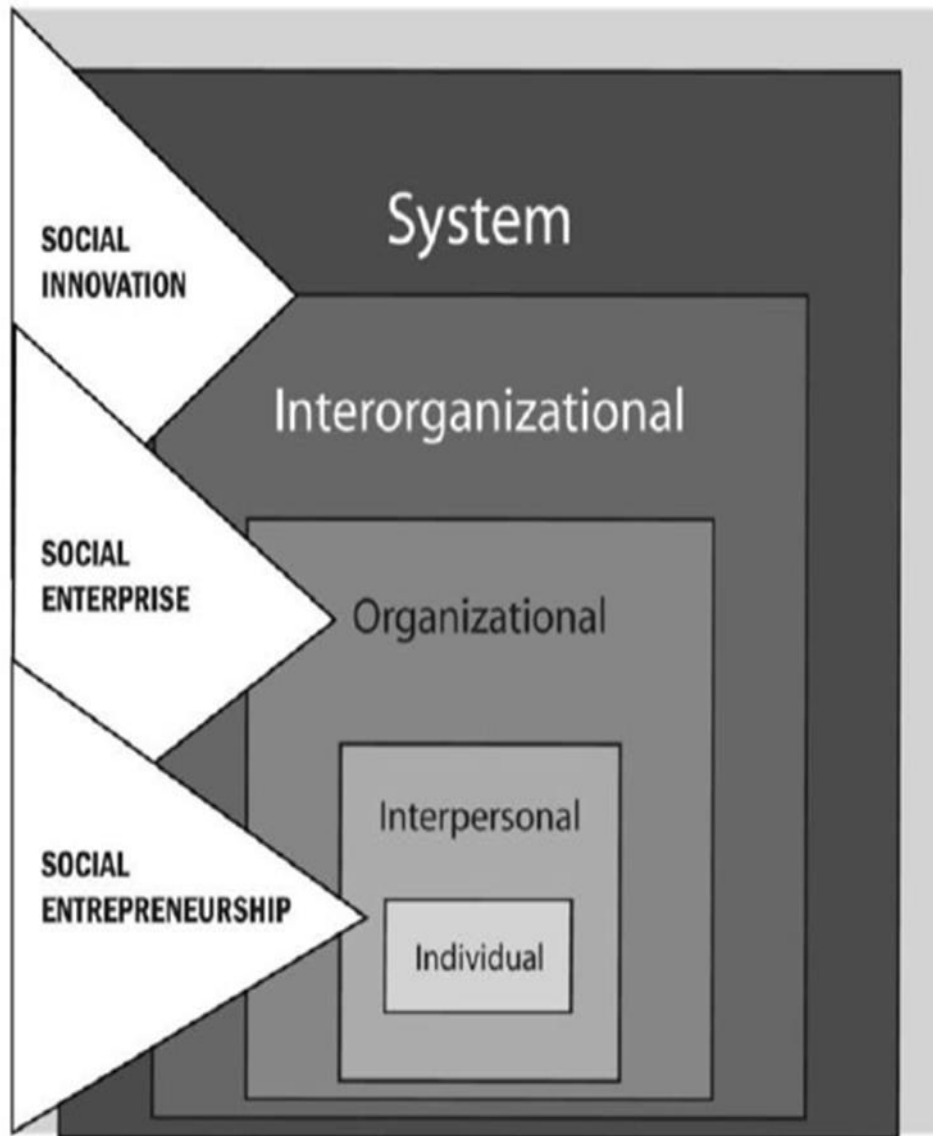 System
SOCIAL
INNOVATION
Interorganizational
SOCIAL
ENTERPRISE
Organizational
Interpersonal
SOCIAL
ENTREPRENEURSHIP
Individual